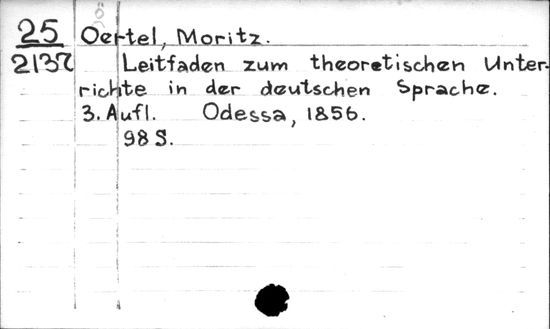 ö
25 Oertel, Moritz.
2137 Leitfaden zum theoretischen Unter-
richte in der deutschen Sprache.
3. Aufl. Odessa, 1856.
98 S.